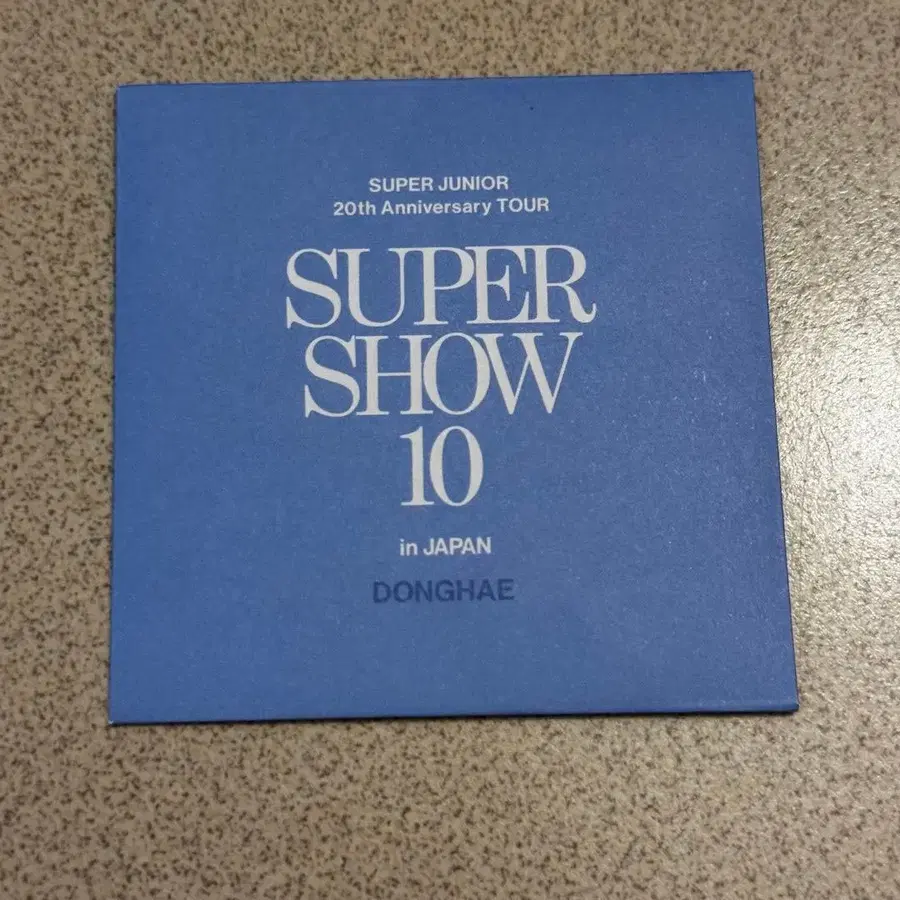 SUPER JUNIOR
20th Anniversary TOUR
SUPER
SHOW
10
in JAPAN
DONGHAE